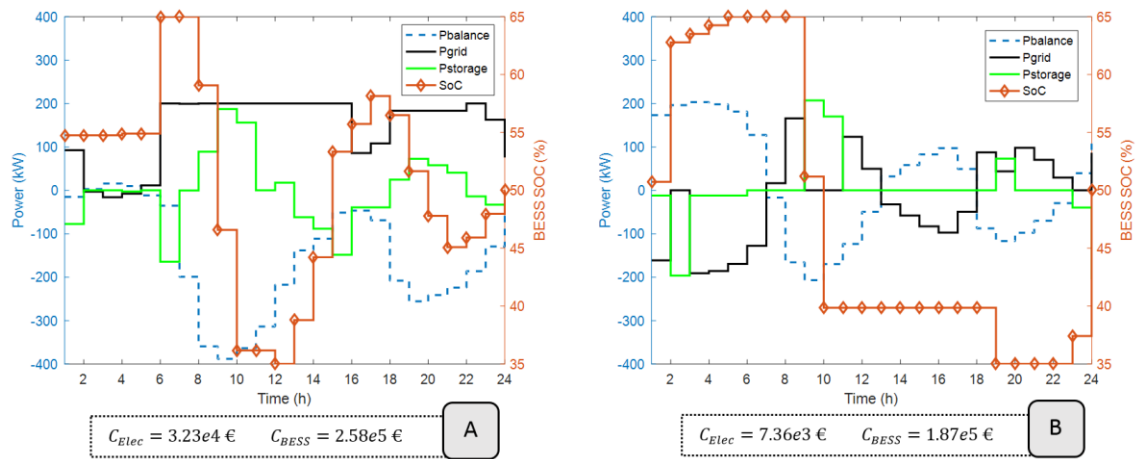 400
300
200
100
0
-100
-200
-300
-400
Power (kW)
2 4 6 8 10 12 14 16 18 20 22 24
Time (h)
65
60
55
50
45
40
35
BESS SOC (%)
Pbalance
Pgrid
Pstorage
SoC
C_Elec = 3.23e4 € C_BESS = 2.58e5 €
A
400
300
200
100
0
-100
-200
-300
-400
Power (kW)
2 4 6 8 10 12 14 16 18 20 22 24
Time (h)
65
60
55
50
45
40
35
BESS SOC (%)
Pbalance
Pgrid
Pstorage
SoC
C_Elec = 7.36e3 € C_BESS = 1.87e5 €
B